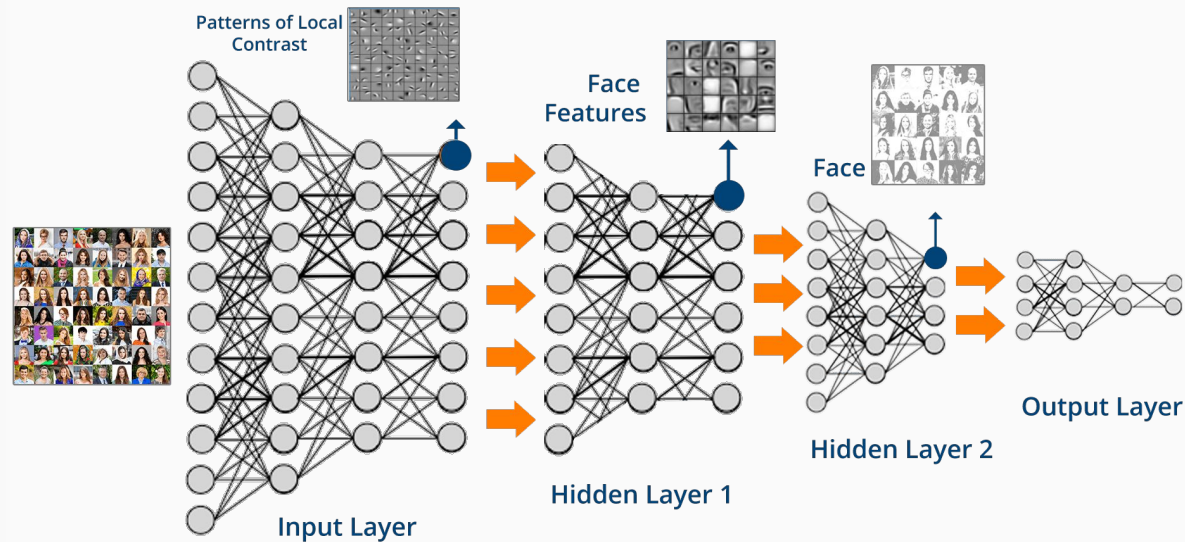 Patterns of Local
Contrast
Face
Features
Face
Input Layer
Hidden Layer 1
Hidden Layer 2
Output Layer